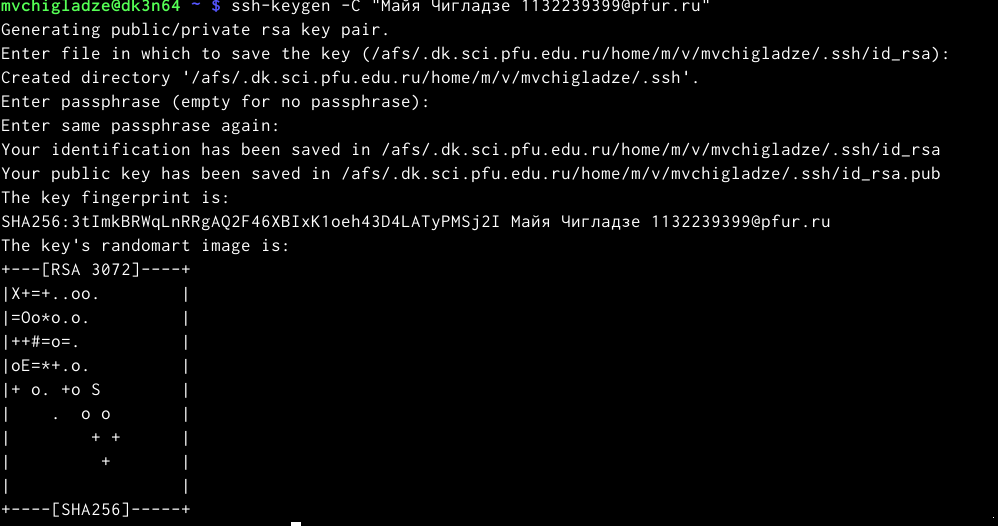 mvchigladze@dk3n64 ~ $ ssh-keygen -C "Майя Чигладзе 1132239399@pfur.ru"
Generating public/private rsa key pair.
Enter file in which to save the key (/afs/.dk.sci.pfu.edu.ru/home/m/v/mvchigladze/.ssh/id_rsa):
Created directory '/afs/.dk.sci.pfu.edu.ru/home/m/v/mvchigladze/.ssh'.
Enter passphrase (empty for no passphrase):
Enter same passphrase again:
Your identification has been saved in /afs/.dk.sci.pfu.edu.ru/home/m/v/mvchigladze/.ssh/id_rsa
Your public key has been saved in /afs/.dk.sci.pfu.edu.ru/home/m/v/mvchigladze/.ssh/id_rsa.pub
The key fingerprint is:
SHA256:3tImkBRWqLnRRgAQ2F46XBIxK1oeh43D4LATyPMSj2I Майя Чигладзе 1132239399@pfur.ru
The key's randomart image is:
+---[RSA 3072]----+
|X+=+..oo.        |
|=Oo*o.o.         |
|++#=o=.          |
|oE=*+.o.         |
|+ o. +o S        |
|    .  o o       |
|        + +      |
|         +       |
|                 |
+----[SHA256]-----+